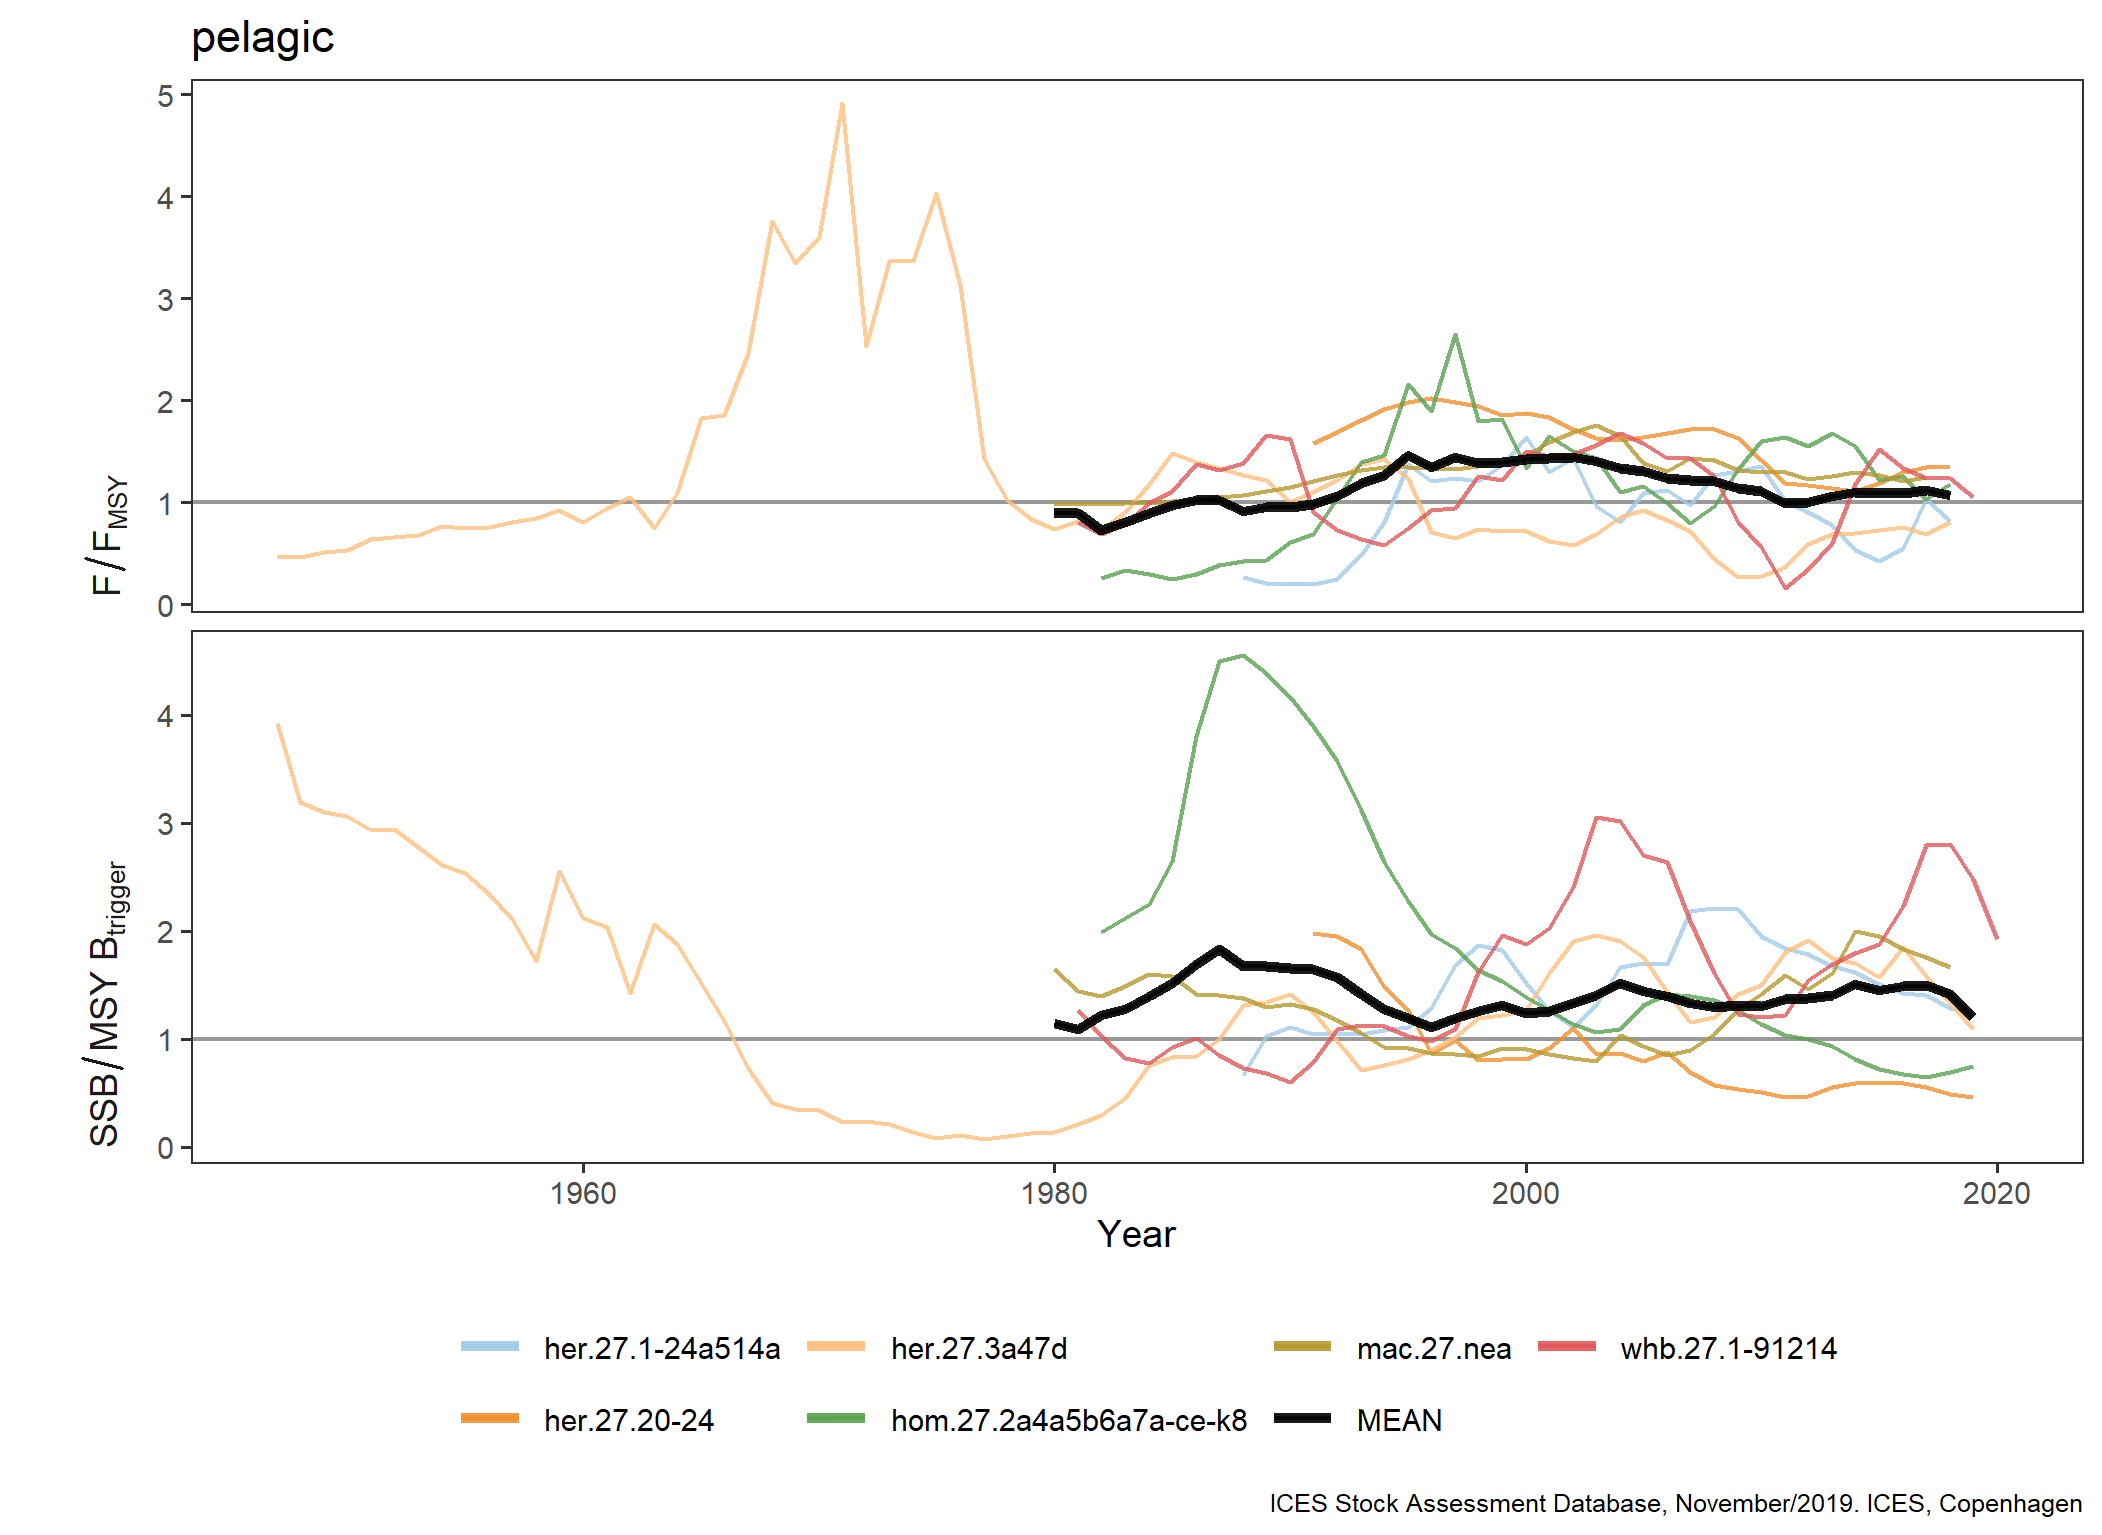 pelagic
5
4
3
2
1
0
F / FMSY
4
3
2
1
0
SSB / MSY Btrigger
1960 1980 2000 2020
Year
her.27.1-24a514a her.27.3a47d mac.27.nea whb.27.1-91214
her.27.20-24 hom.27.2a4a5b6a7a-ce-k8 MEAN
ICES Stock Assessment Database, November/2019. ICES, Copenhagen